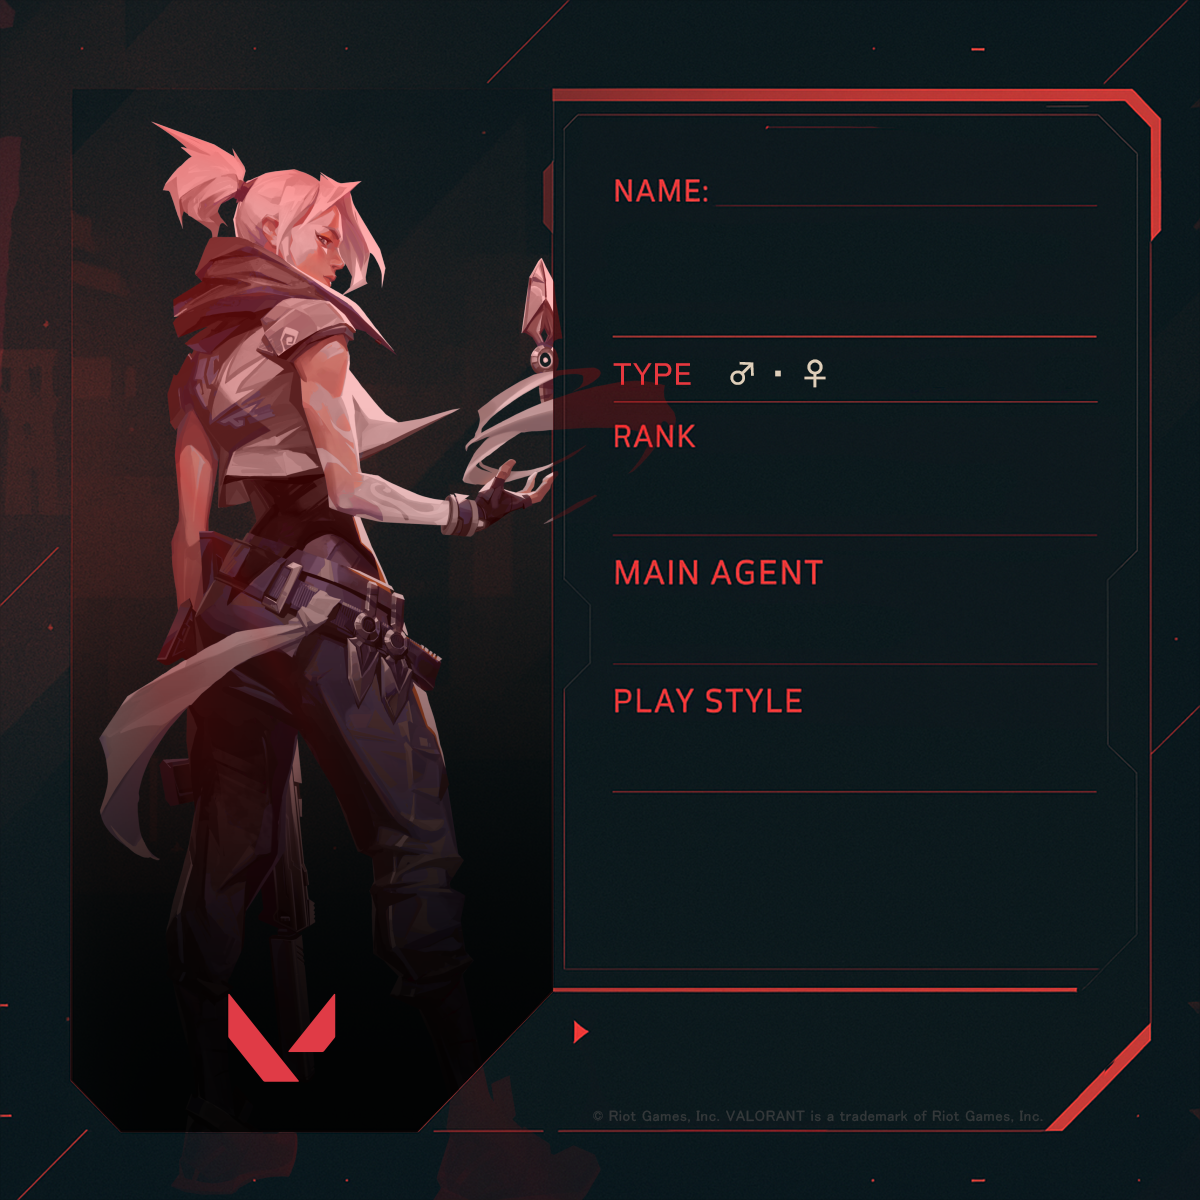 NAME:
TYPE ♂ · ♀
RANK
MAIN AGENT
PLAY STYLE
© Riot Games, Inc. VALORANT is a trademark of Riot Games, Inc.